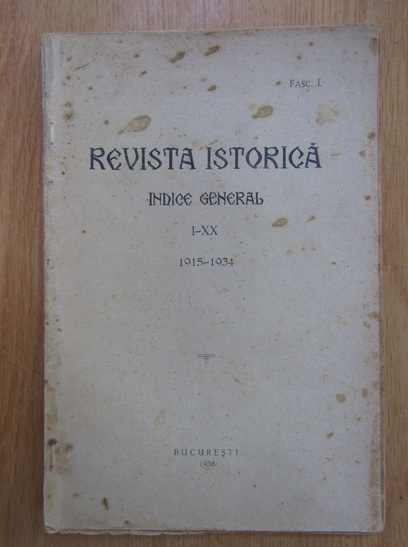 Fasc. I.
REVISTA ISTORICĂ
INDICE GENERAL
I–XX
1915–1934
BUCUREȘTI